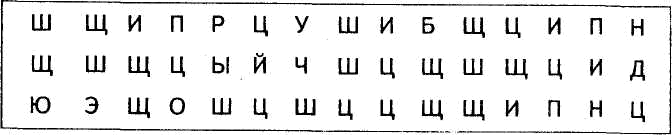 Ш Щ И П Р Ц У Ш И Б Щ Ц И П Н
Щ Ш Щ Ц Ы Й Ч Ш Ц Щ Ш Щ Ц И Д
Ю Э Щ О Ш Ц Ш Ц Ц Щ Щ И П Н Ц